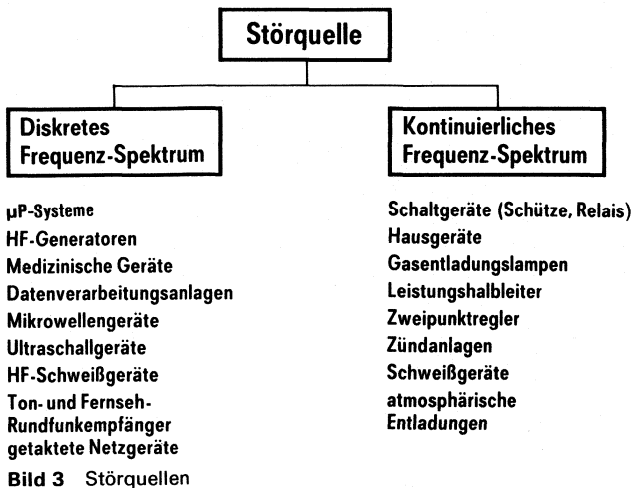 Störquelle
Diskretes
Frequenz-Spektrum
µP-Systeme
HF-Generatoren
Medizinische Geräte
Datenverarbeitungsanlagen
Mikrowellengeräte
Ultraschallgeräte
HF-Schweißgeräte
Ton- und Fernseh-
Rundfunkempfänger
getaktete Netzgeräte
Kontinuierliches
Frequenz-Spektrum
Schaltgeräte (Schütze, Relais)
Hausgeräte
Gasentladungslampen
Leistungshalbleiter
Zweipunktregler
Zündanlagen
Schweißgeräte
atmosphärische
Entladungen
Bild 3 Störquellen